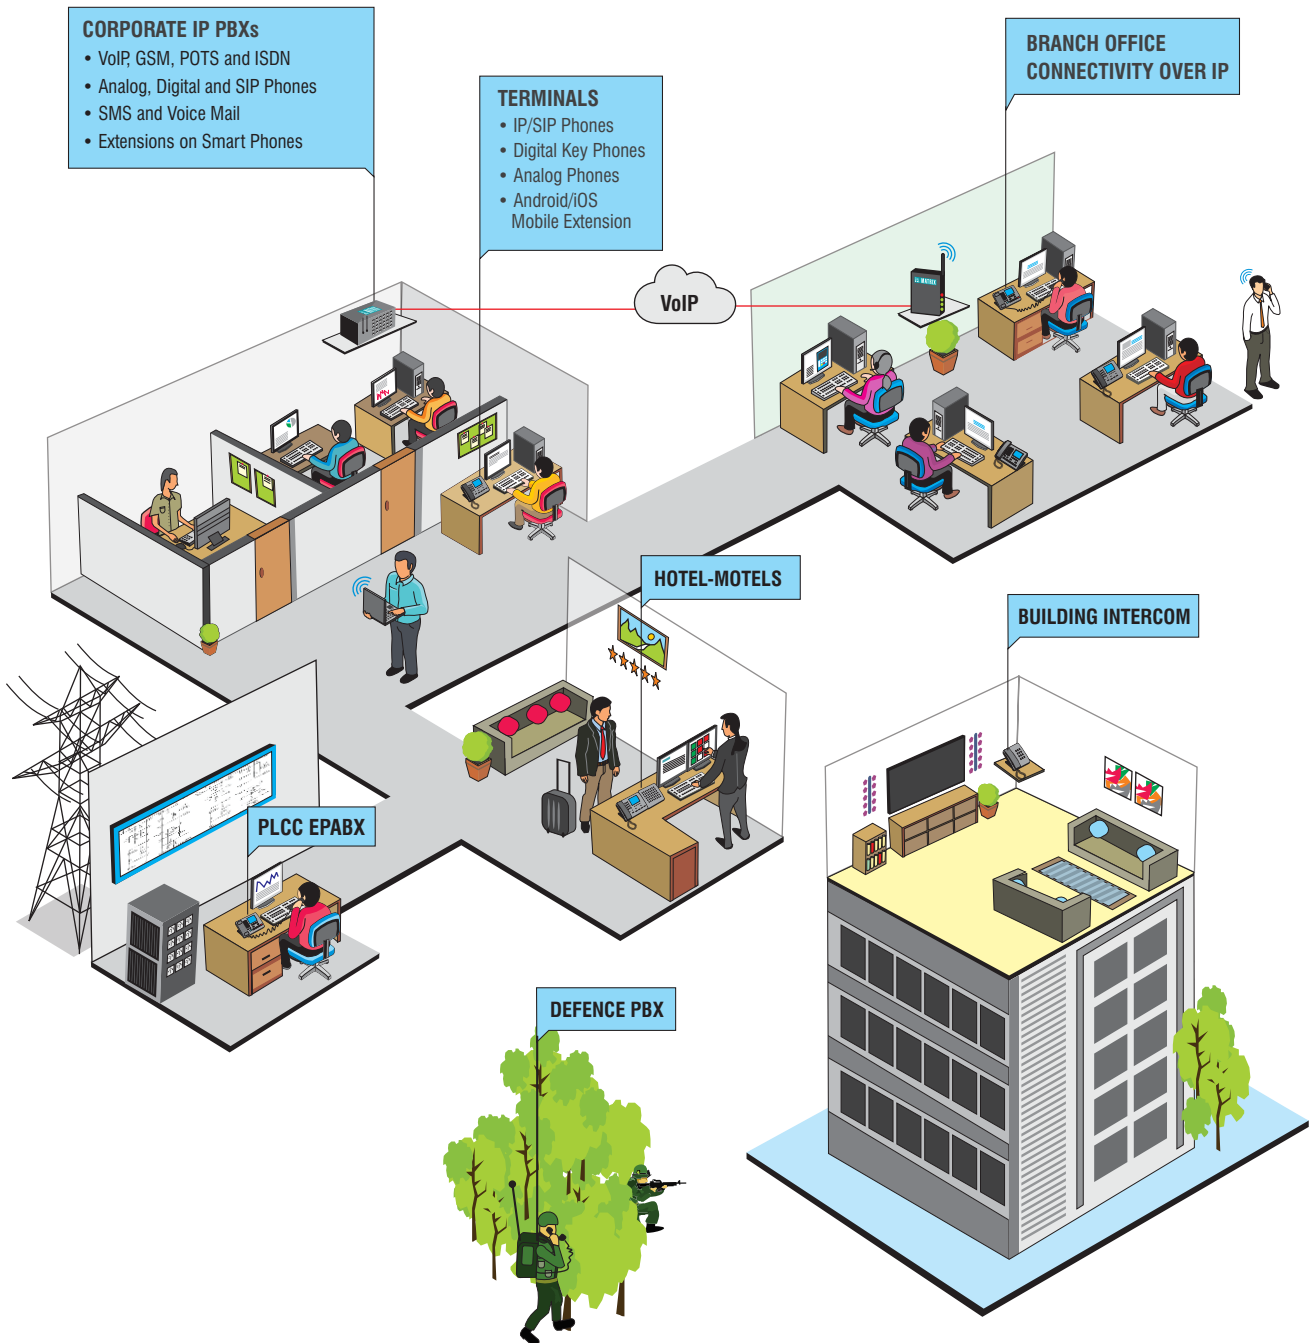 CORPORATE IP PBXs
• VoIP, GSM, POTS and ISDN
• Analog, Digital and SIP Phones
• SMS and Voice Mail
• Extensions on Smart Phones
TERMINALS
• IP/SIP Phones
• Digital Key Phones
• Analog Phones
• Android/iOS
Mobile Extension
BRANCH OFFICE
CONNECTIVITY OVER IP
VoIP
MATRIX
HOTEL-MOTELS
BUILDING INTERCOM
PLCC EPABX
DEFENCE PBX